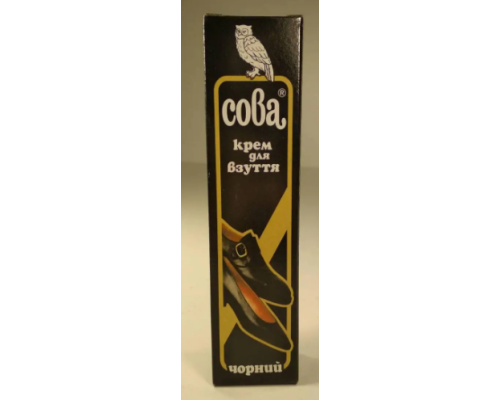 сова®
крем
для
взуття
чорний